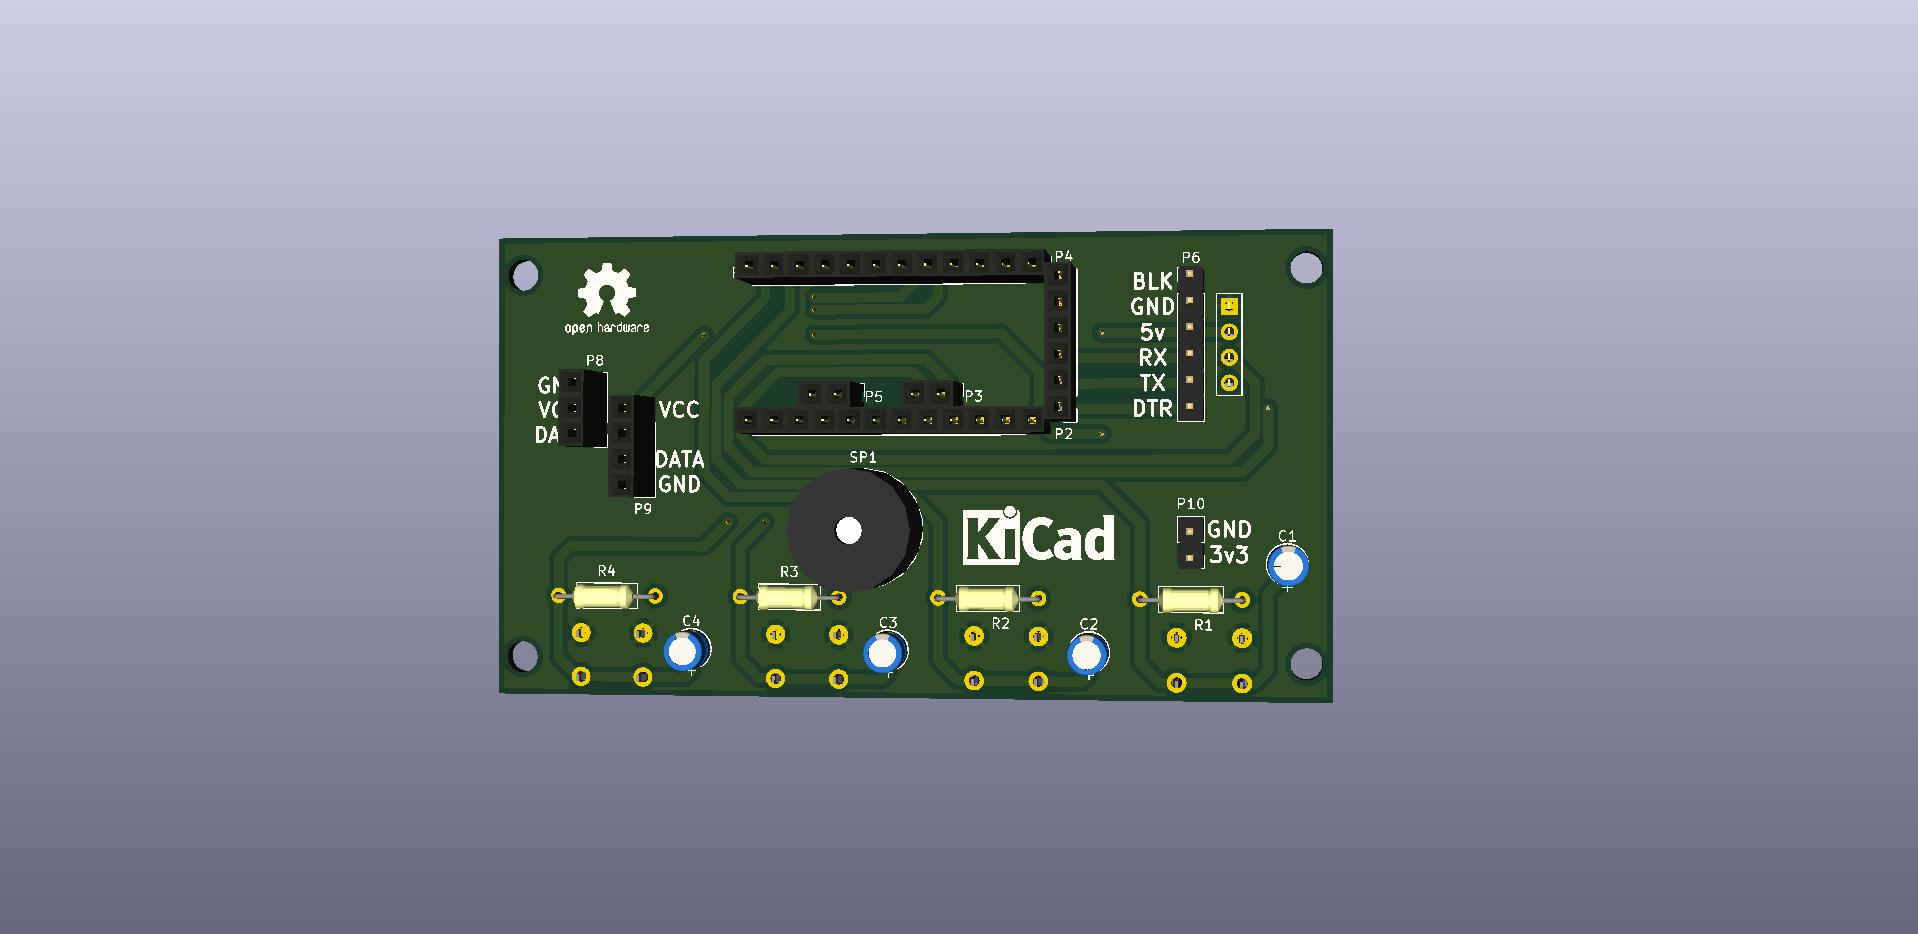 P4
P6
BLK
GND
5v
RX
TX
DTR
open hardware
P8
VCC
DATA
GND
P9
P5
P3
P2
SP1
KiCad
P10
GND
3v3
C1
R4
R3
R2
R1
C4
C3
C2